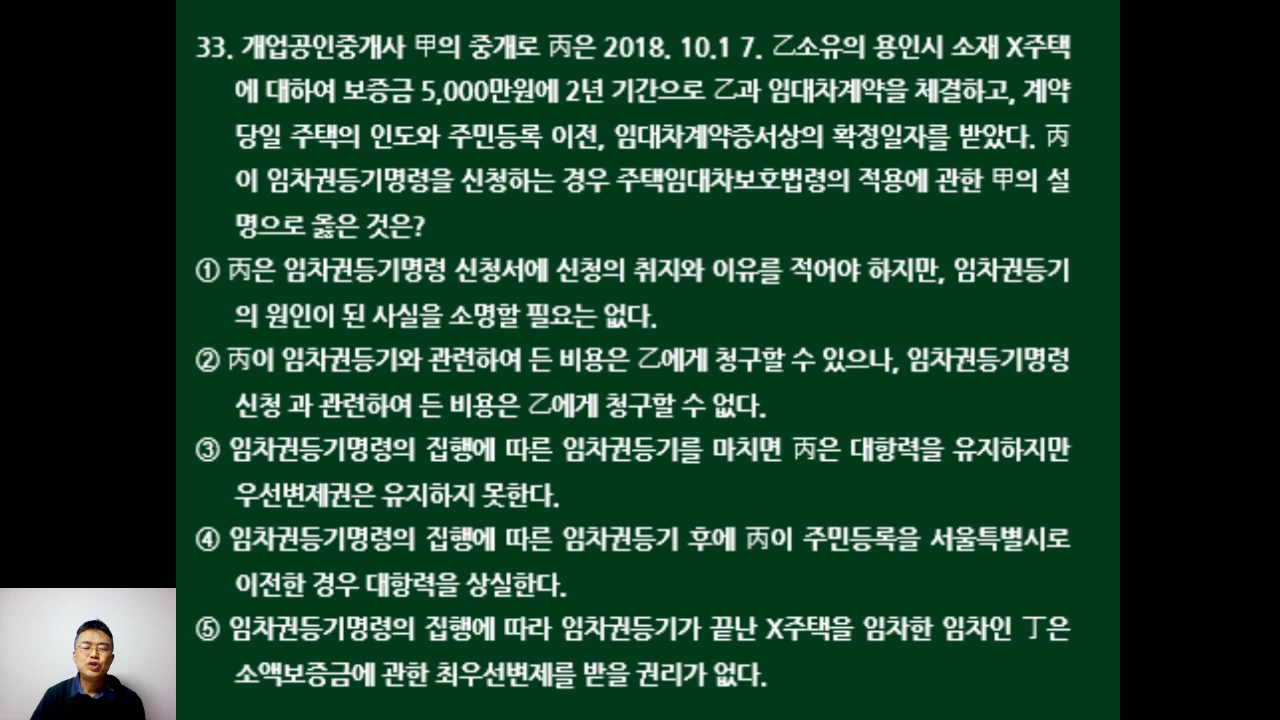 33. 개업공인중개사 甲의 중개로 丙은 2018. 10.1 7. 乙소유의 용인시 소재 X주택
에 대하여 보증금 5,000만원에 2년 기간으로 乙과 임대차계약을 체결하고, 계약
당일 주택의 인도와 주민등록 이전, 임대차계약증서상의 확정일자를 받았다. 丙
이 임차권등기명령을 신청하는 경우 주택임대차보호법령의 적용에 관한 甲의 설
명으로 옳은 것은?
① 丙은 임차권등기명령 신청서에 신청의 취지와 이유를 적어야 하지만, 임차권등기
의 원인이 된 사실을 소명할 필요는 없다.
② 丙이 임차권등기와 관련하여 든 비용은 乙에게 청구할 수 있으나, 임차권등기명령
신청 과 관련하여 든 비용은 乙에게 청구할 수 없다.
③ 임차권등기명령의 집행에 따른 임차권등기를 마치면 丙은 대항력을 유지하지만
우선변제권은 유지하지 못한다.
④ 임차권등기명령의 집행에 따른 임차권등기 후에 丙이 주민등록을 서울특별시로
이전한 경우 대항력을 상실한다.
⑤ 임차권등기명령의 집행에 따라 임차권등기가 끝난 X주택을 임차한 임차인 丁은
소액보증금에 관한 최우선변제를 받을 권리가 없다.